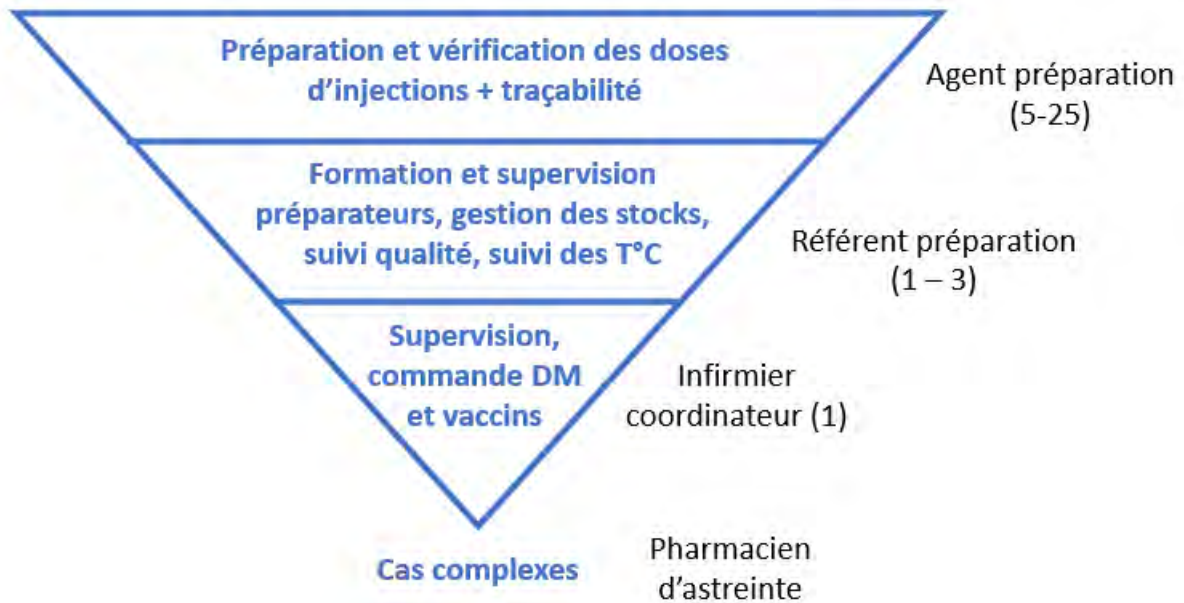 Préparation et vérification des doses
d’injections + traçabilité
Agent préparation
(5-25)
Formation et supervision
préparateurs, gestion des stocks,
suivi qualité, suivi des T°C
Référent préparation
(1 – 3)
Supervision,
commande DM
et vaccins
Infirmier
coordinateur (1)
Cas complexes
Pharmacien
d’astreinte